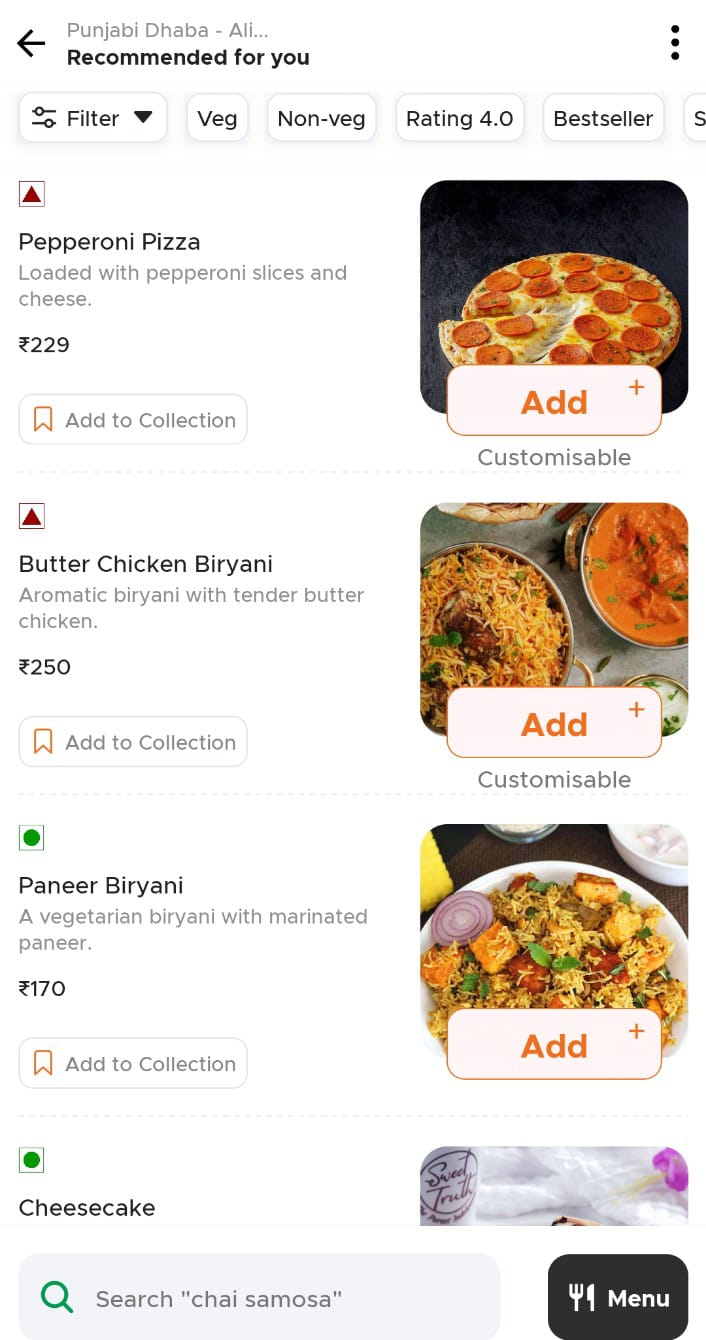 Punjabi Dhaba - Ali...
Recommended for you
Filter
Veg
Non-veg
Rating 4.0
Bestseller
S
Pepperoni Pizza
Loaded with pepperoni slices and
cheese.
₹229
Add to Collection
Add +
Customisable
Butter Chicken Biryani
Aromatic biryani with tender butter
chicken.
₹250
Add to Collection
Add +
Customisable
Paneer Biryani
A vegetarian biryani with marinated
paneer.
₹170
Add to Collection
Add +
Cheesecake
Sweet
Truth
Search "chai samosa"
Menu